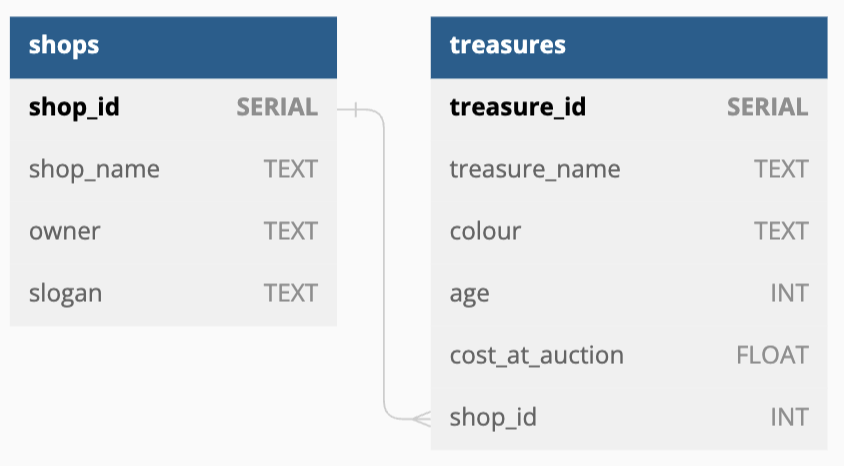 shops
shop_id SERIAL
shop_name TEXT
owner TEXT
slogan TEXT
treasures
treasure_id SERIAL
treasure_name TEXT
colour TEXT
age INT
cost_at_auction FLOAT
shop_id INT